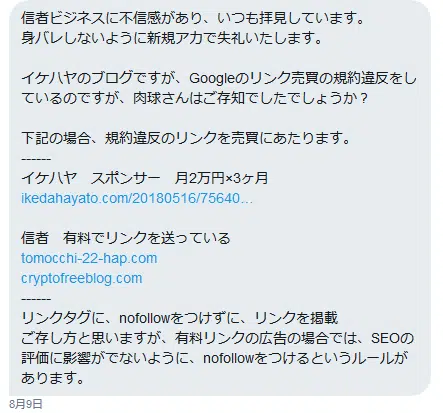 信者ビジネスに不信感があり、いつも拝見しています。
身バレしないように新規アカで失礼いたします。
イケハヤのブログですが、Googleのリンク売買の規約違反をし
ているのですが、肉球さんはご存知でしたでしょうか？
下記の場合、規約違反のリンクを売買にあたります。
------
イケハヤ　スポンサー　月2万円×3ヶ月
ikedahayato.com/20180516/75640…
信者　有料でリンクを送っている
tomocchi-22-hap.com
cryptofreeblog.com
------
リンクタグに、nofollowをつけずに、リンクを掲載
ご存し方と思いますが、有料リンクの広告の場合では、SEOの
評価に影響がでないように、nofollowをつけるというルールが
あります。
8月9日